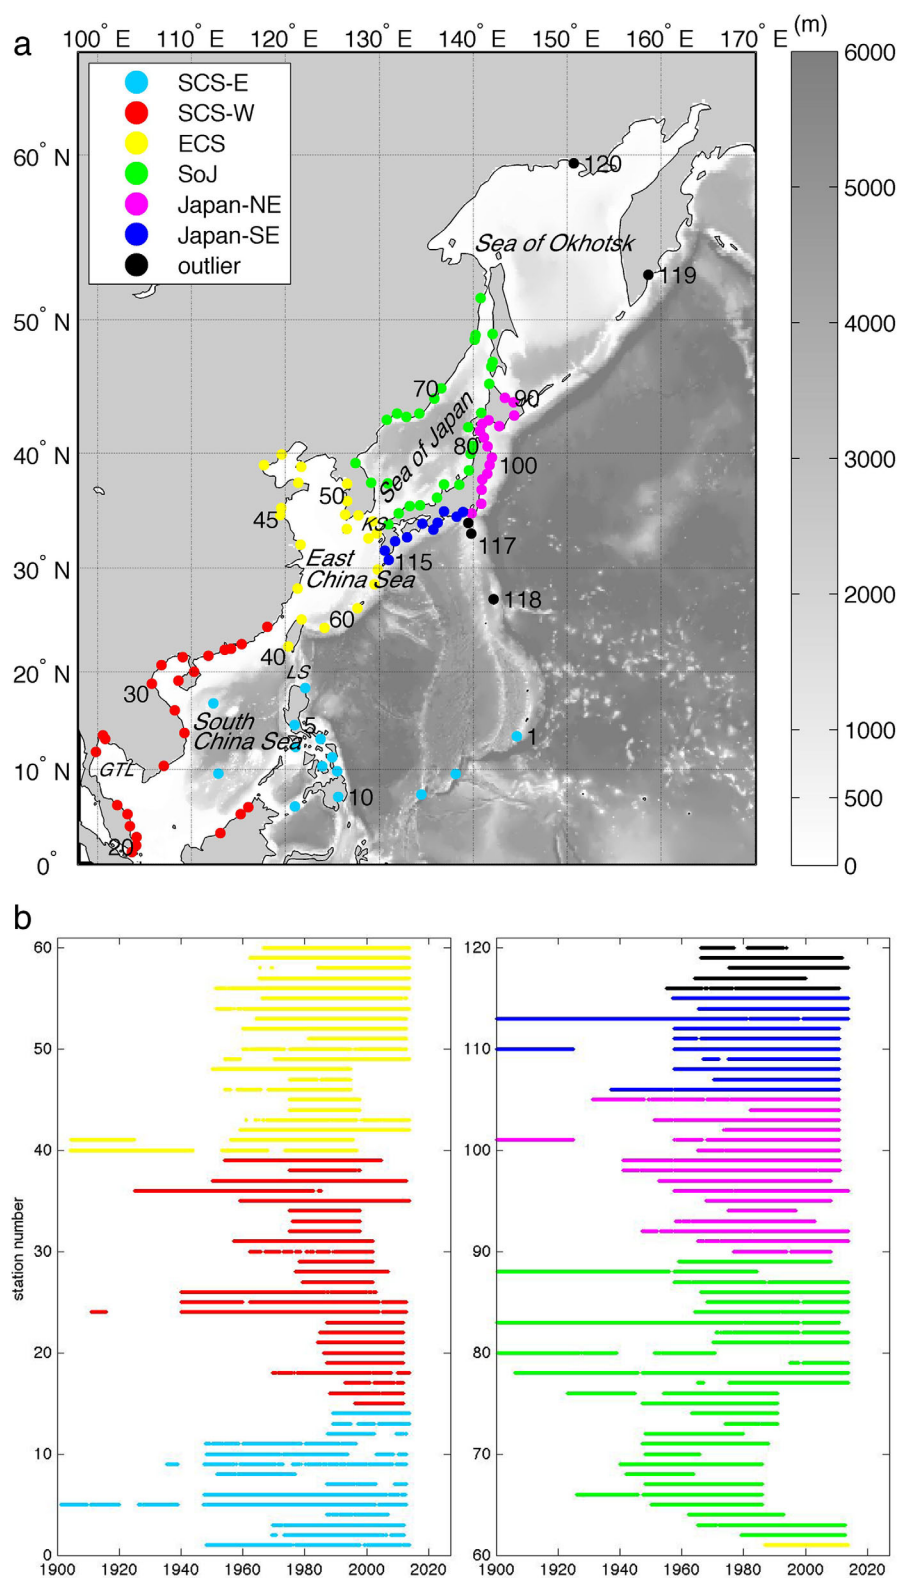 a
100° E 110° E 120° E 130° E 140° E 150° E 160° E 170° E
(m)
SCS-E
SCS-W
ECS
SoJ
Japan-NE
Japan-SE
outlier
60° N
50° N
40° N
30° N
20° N
10° N
0°
6000
5000
4000
3000
2000
1000
500
0
120
Sea of Okhotsk
119
70
90
Sea of Japan
80
100
50
45
KS
117
East
China Sea
115
118
60
40
LS
30
South
China Sea
5
1
GTL
10
20
b
station number
60
50
40
30
20
10
0
1900 1920 1940 1960 1980 2000 2020
120
110
100
90
80
70
60
1900 1920 1940 1960 1980 2000 2020